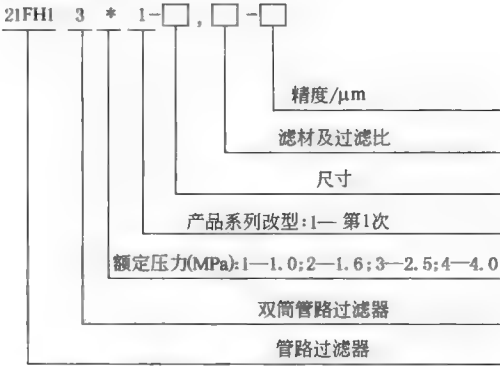 21FH1 3 * 1-□,□-□
精度/μm
滤材及过滤比
尺寸
产品系列改型:1— 第1次
额定压力(MPa):1—1.0;2—1.6;3—2.5;4—4.0
双筒管路过滤器
管路过滤器